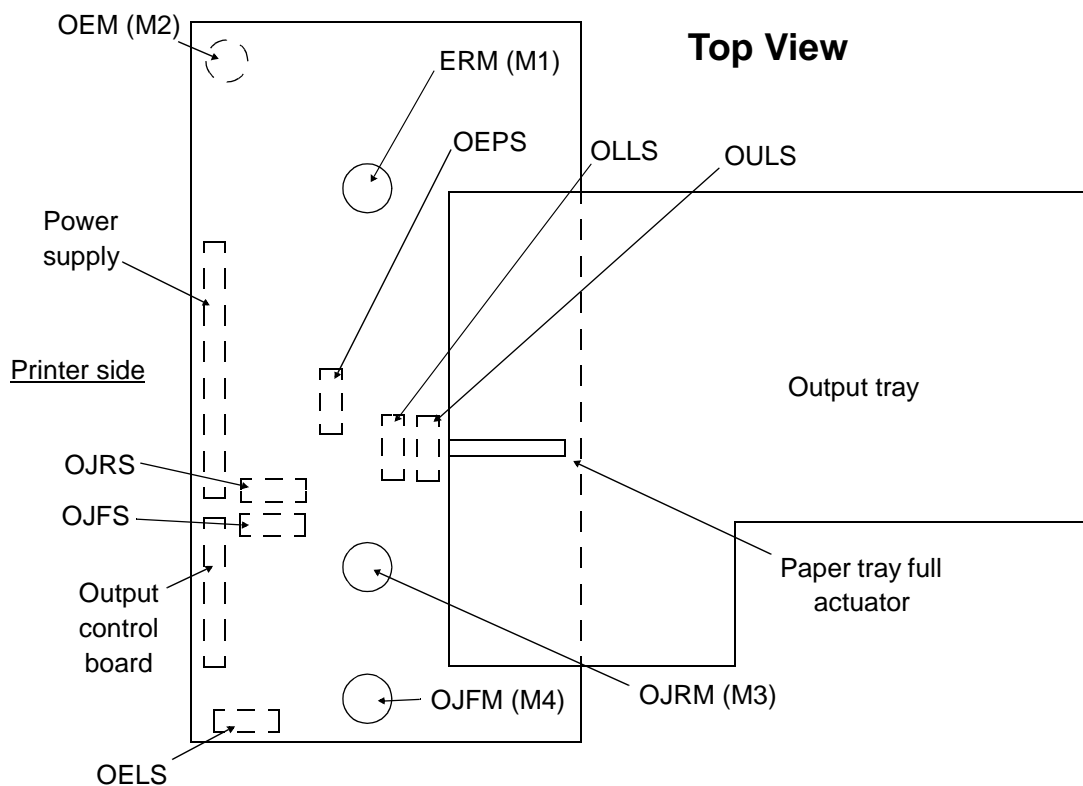 OEM (M2)
Top View
ERM (M1)
OEPS
OLLS
OULS
Power
supply
Printer side
Output tray
OJRS
OJFS
Output
control
board
Paper tray full
actuator
OJFM (M4)
OJRM (M3)
OELS